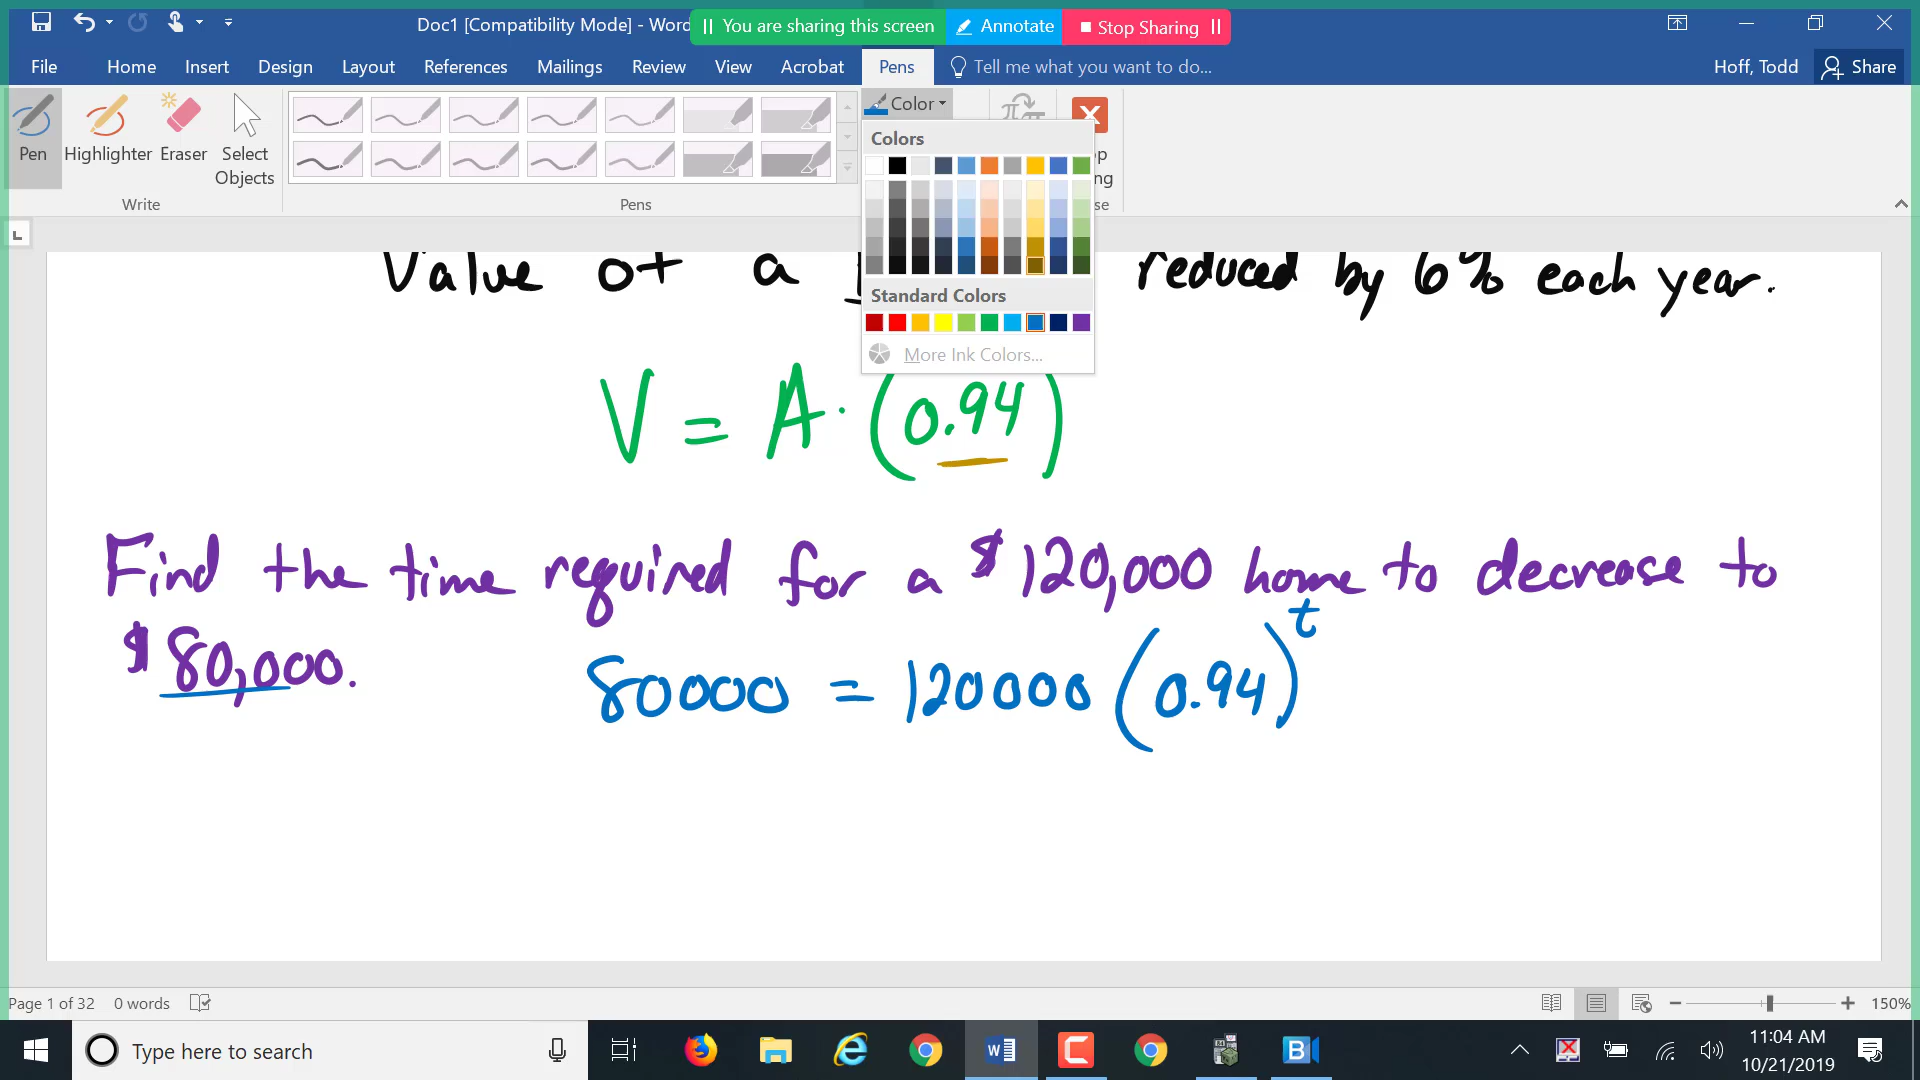 Doc1 [Compatibility Mode] - Word
You are sharing this screen
Annotate
Stop Sharing
File Home Insert Design Layout References Mailings Review View Acrobat Pens Tell me what you want to do... Hoff, Todd Share
Color
Pen Highlighter Eraser Select Objects
Write Pens
Colors
Standard Colors
More Ink Colors...
Value of a reduced by 6% each year.
V = A · (0.94)
Find the time required for a $120,000 home to decrease to
$80,000.
80000 = 120000 (0.94)^t
Page 1 of 32 0 words 150%
Type here to search
11:04 AM
10/21/2019